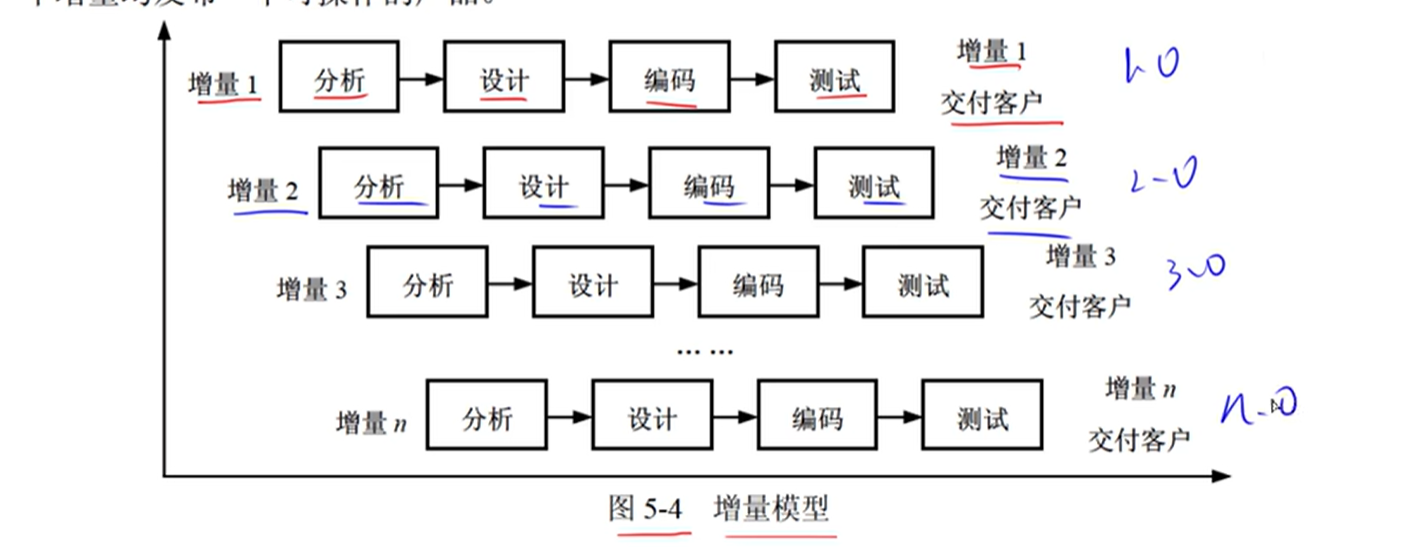 增量1 分析 设计 编码 测试 增量1 1.0
交付客户
增量2 分析 设计 编码 测试 增量2 2.0
交付客户
增量3 分析 设计 编码 测试 增量3 3.0
交付客户
... ...
增量n 分析 设计 编码 测试 增量n n.0
交付客户
图 5-4 增量模型